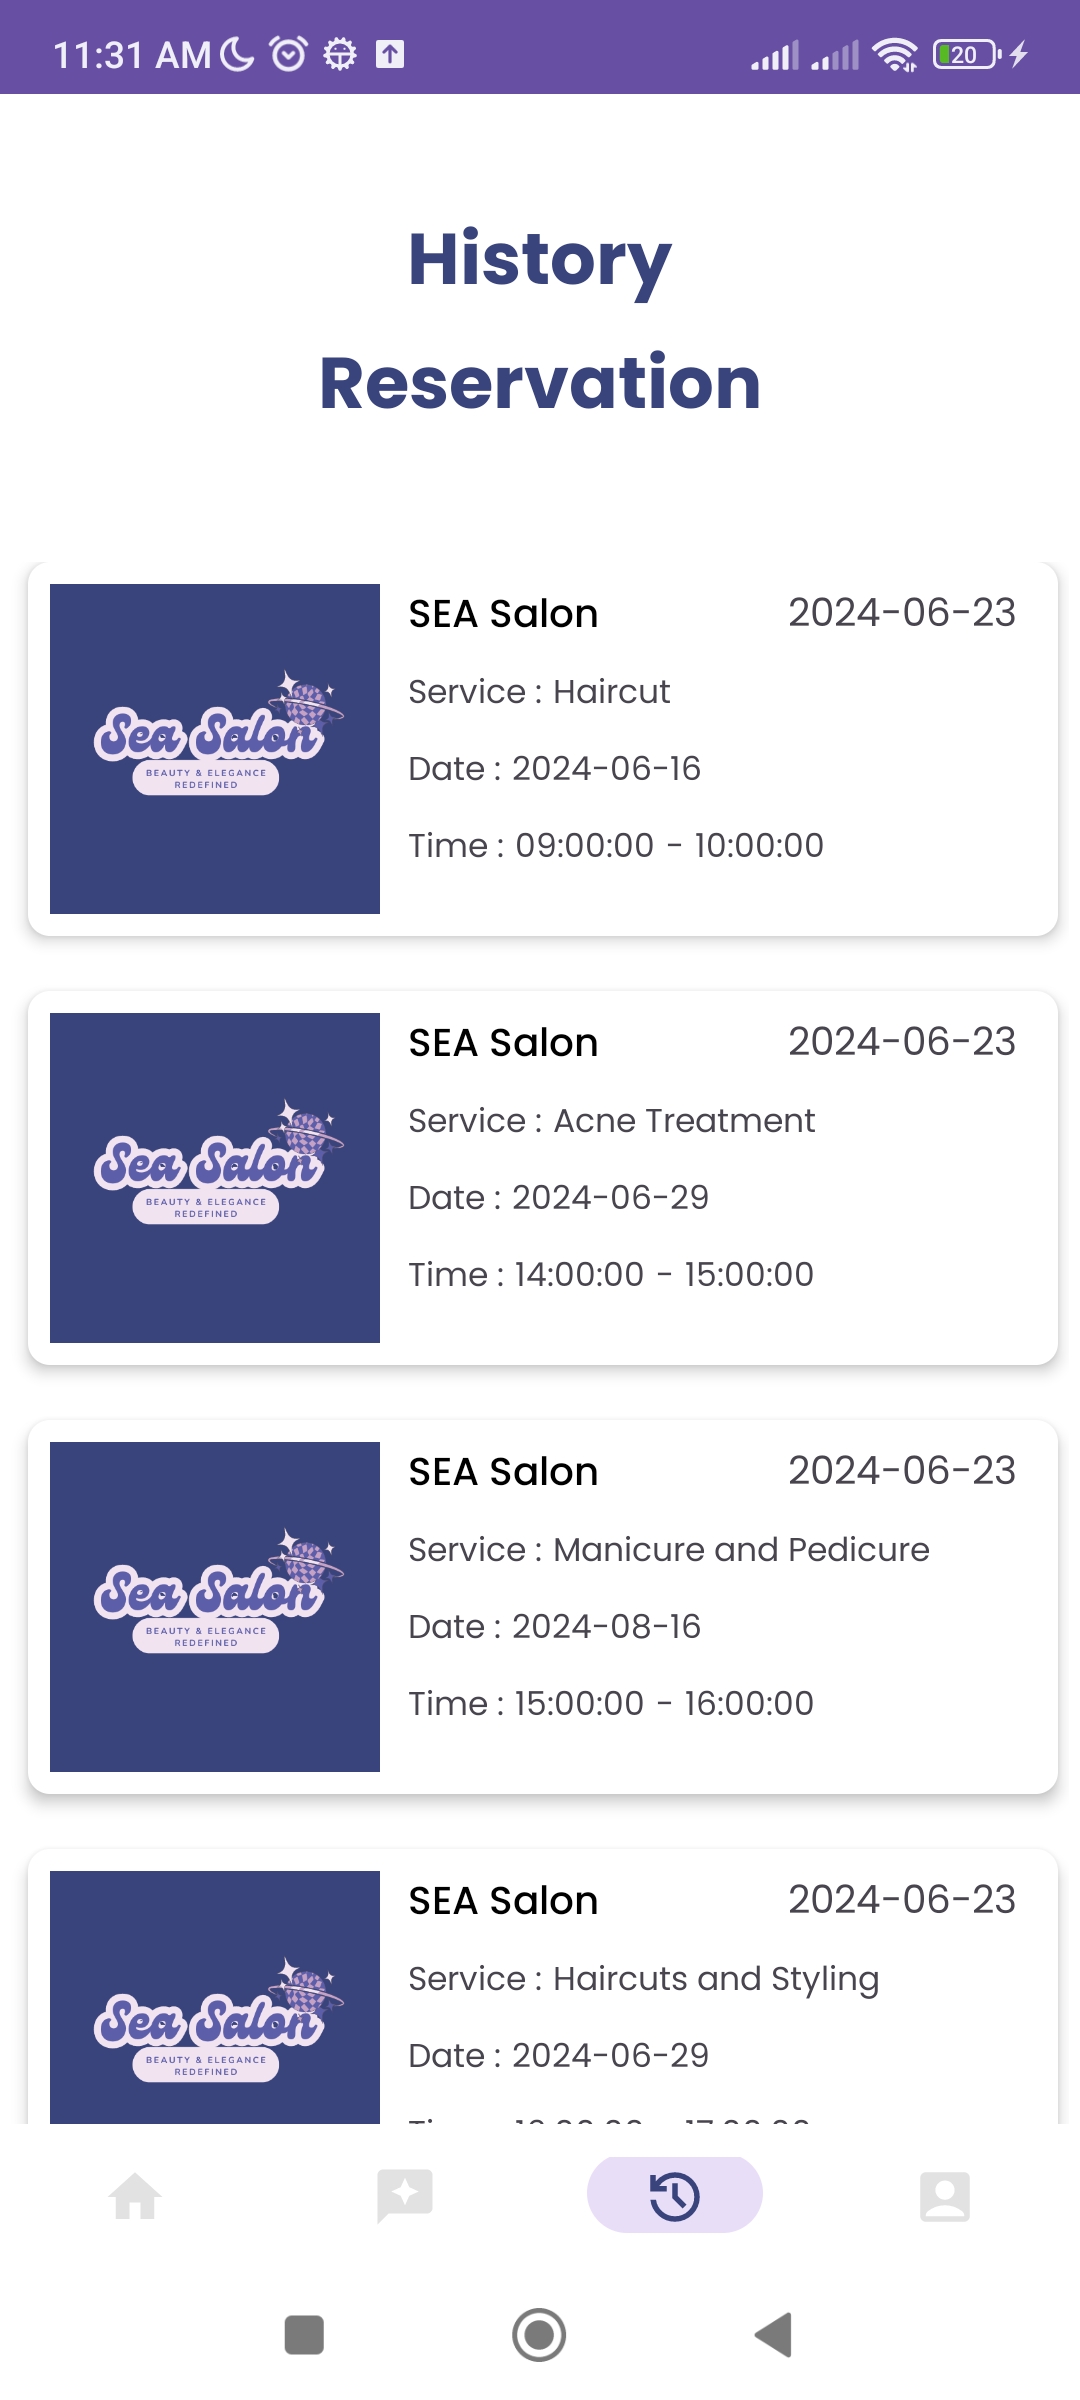 11:31 AM
20
History
Reservation
SEA Salon 2024-06-23
Service : Haircut
Date : 2024-06-16
Time : 09:00:00 - 10:00:00
Sea Salon
BEAUTY & ELEGANCE
REDEFINED
SEA Salon 2024-06-23
Service : Acne Treatment
Date : 2024-06-29
Time : 14:00:00 - 15:00:00
Sea Salon
BEAUTY & ELEGANCE
REDEFINED
SEA Salon 2024-06-23
Service : Manicure and Pedicure
Date : 2024-08-16
Time : 15:00:00 - 16:00:00
Sea Salon
BEAUTY & ELEGANCE
REDEFINED
SEA Salon 2024-06-23
Service : Haircuts and Styling
Date : 2024-06-29
Sea Salon
BEAUTY & ELEGANCE
REDEFINED